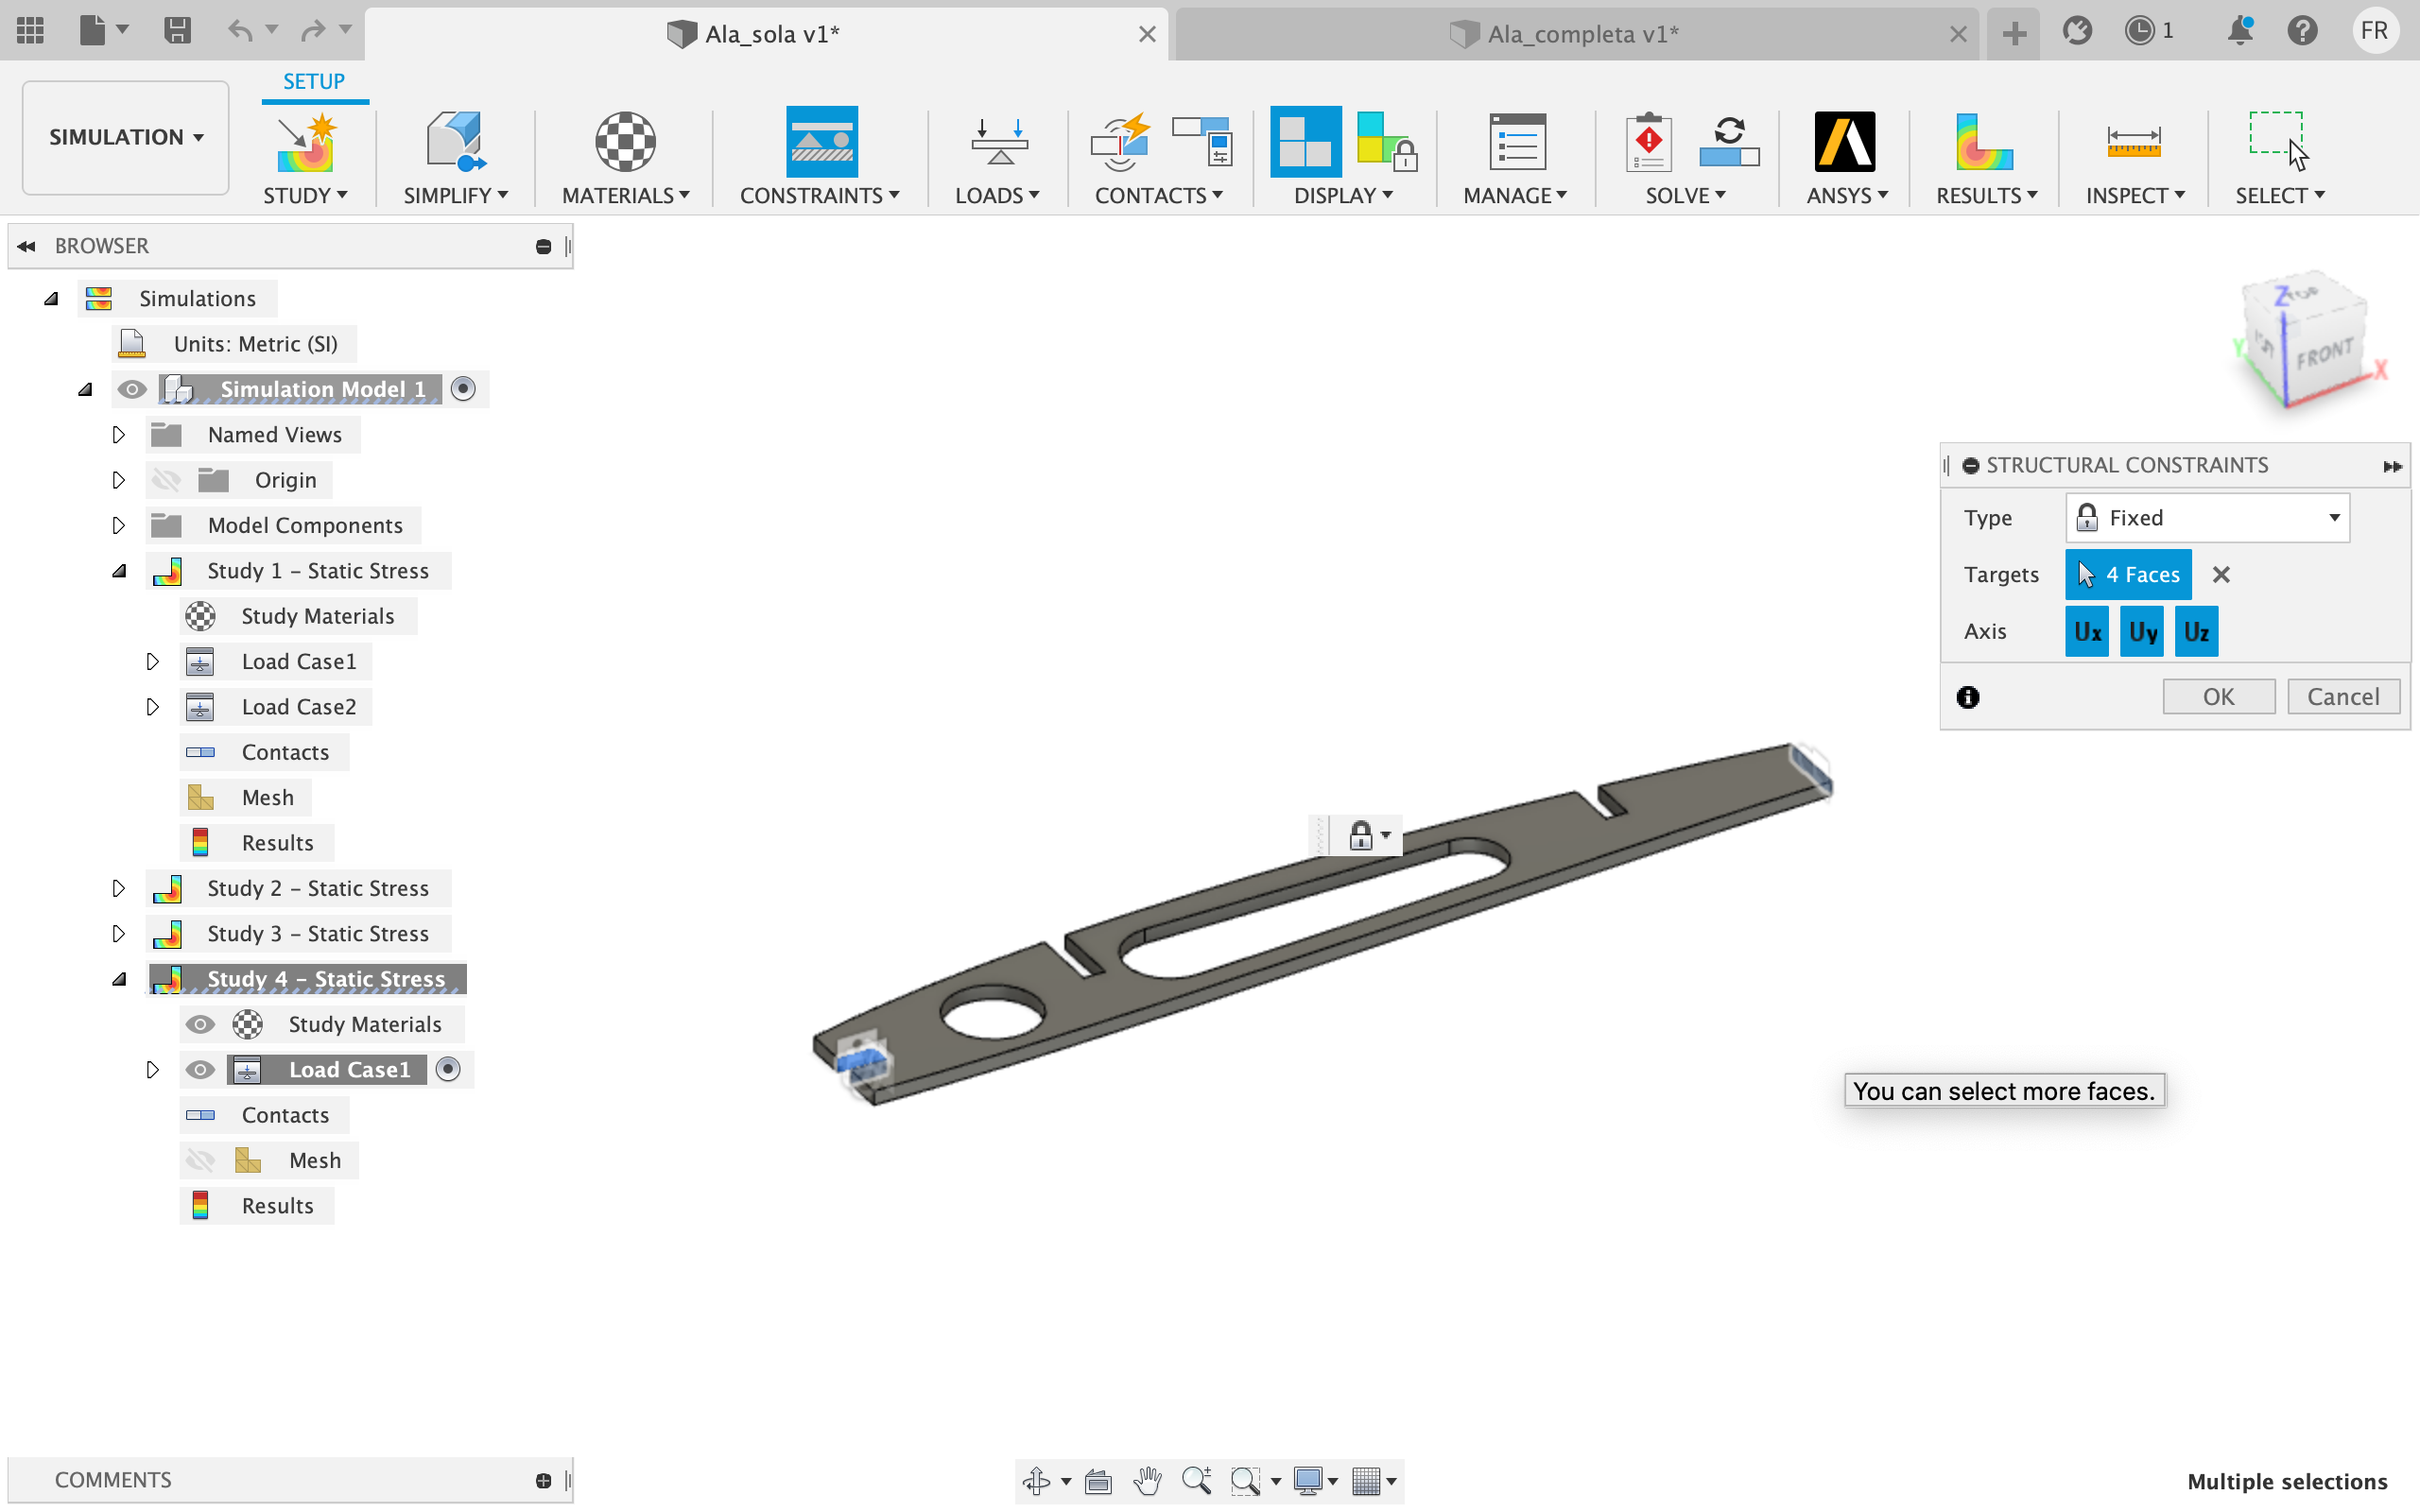 Ala_sola v1*
Ala_completa v1*
1
FR
SETUP
SIMULATION
STUDY
SIMPLIFY
MATERIALS
CONSTRAINTS
LOADS
CONTACTS
DISPLAY
MANAGE
SOLVE
ANSYS
RESULTS
INSPECT
SELECT
BROWSER
Simulations
Units: Metric (SI)
Simulation Model 1
Named Views
Origin
Model Components
Study 1 - Static Stress
Study Materials
Load Case1
Load Case2
Contacts
Mesh
Results
Study 2 - Static Stress
Study 3 - Static Stress
Study 4 - Static Stress
Study Materials
Load Case1
Contacts
Mesh
Results
TOP
Z
Y
FRONT
X
STRUCTURAL CONSTRAINTS
Type
Fixed
Targets
4 Faces
Axis
Ux Uy Uz
OK
Cancel
You can select more faces.
COMMENTS
Multiple selections